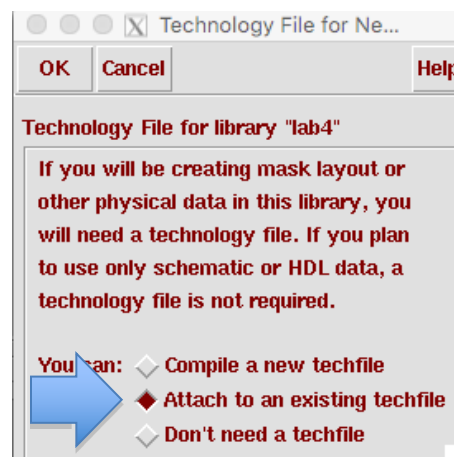 Technology File for Ne...
OK Cancel Help
Technology File for library "lab4"
If you will be creating mask layout or
other physical data in this library, you
will need a technology file. If you plan
to use only schematic or HDL data, a
technology file is not required.
You can: Compile a new techfile
Attach to an existing techfile
Don't need a techfile